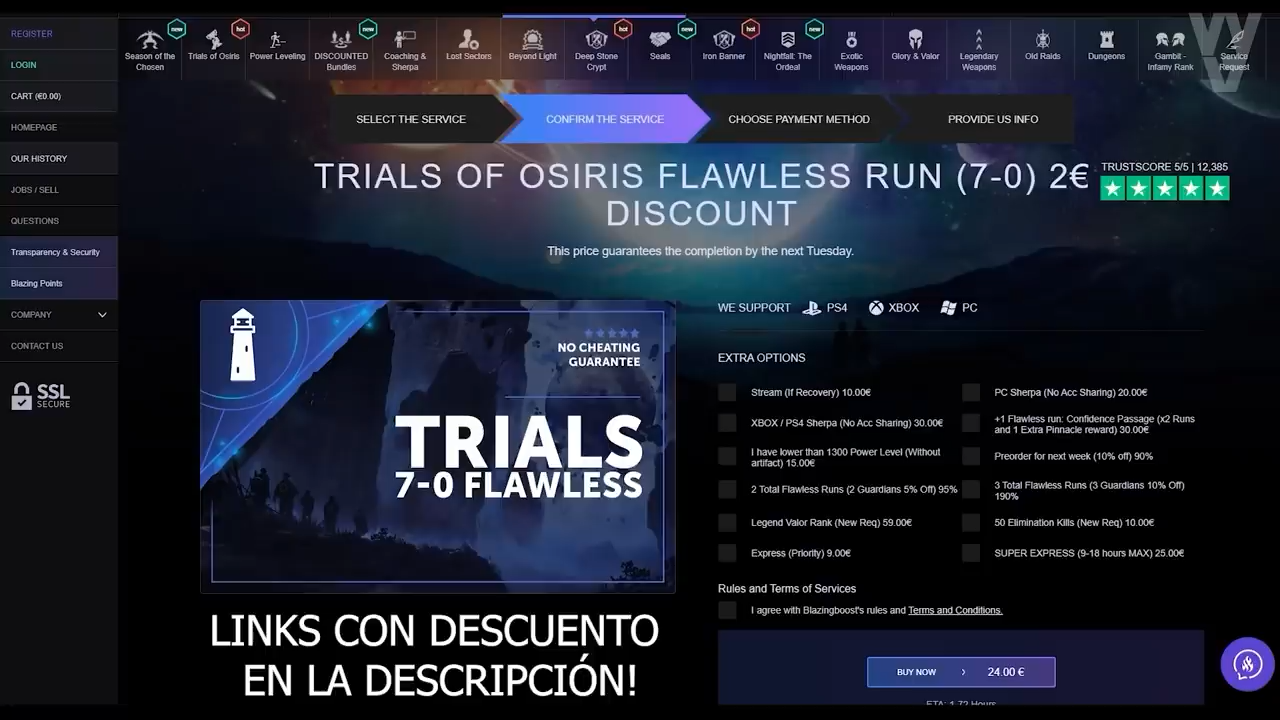 REGISTER
LOGIN
CART (€0.00)
HOMEPAGE
OUR HISTORY
JOBS / SELL
QUESTIONS
Transparency & Security
Blazing Points
COMPANY
CONTACT US
SSL
SECURE
new
hot
new
hot
new
hot
new
Season of the
Chosen
Trials of Osiris
Power Leveling
DISCOUNTED
Bundles
Coaching &
Sherpa
Lost Sectors
Beyond Light
Deep Stone
Crypt
Seals
Iron Banner
Nightfall: The
Ordeal
Exotic
Weapons
Glory & Valor
Legendary
Weapons
Old Raids
Dungeons
Gambit -
Infamy Rank
Service
Request
SELECT THE SERVICE
CONFIRM THE SERVICE
CHOOSE PAYMENT METHOD
PROVIDE US INFO
TRIALS OF OSIRIS FLAWLESS RUN (7-0) 2€
DISCOUNT
TRUSTSCORE 5/5 | 12,385
This price guarantees the completion by the next Tuesday.
NO CHEATING
GUARANTEE
TRIALS
7-0 FLAWLESS
LINKS CON DESCUENTO
EN LA DESCRIPCIÓN!
WE SUPPORT
PS4
XBOX
PC
EXTRA OPTIONS
Stream (If Recovery) 10.00€
PC Sherpa (No Acc Sharing) 20.00€
XBOX / PS4 Sherpa (No Acc Sharing) 30.00€
+1 Flawless run: Confidence Passage (x2 Runs
and 1 Extra Pinnacle reward) 30.00€
I have lower than 1300 Power Level (Without
artifact) 15.00€
Preorder for next week (10% off) 90%
2 Total Flawless Runs (2 Guardians 5% Off) 95%
3 Total Flawless Runs (3 Guardians 10% Off)
190%
Legend Valor Rank (New Req) 59.00€
50 Elimination Kills (New Req) 10.00€
Express (Priority) 9.00€
SUPER EXPRESS (9-18 hours MAX) 25.00€
Rules and Terms of Services
I agree with Blazingboost's rules and Terms and Conditions.
BUY NOW
24.00 €
ETA: 1-72 Hours